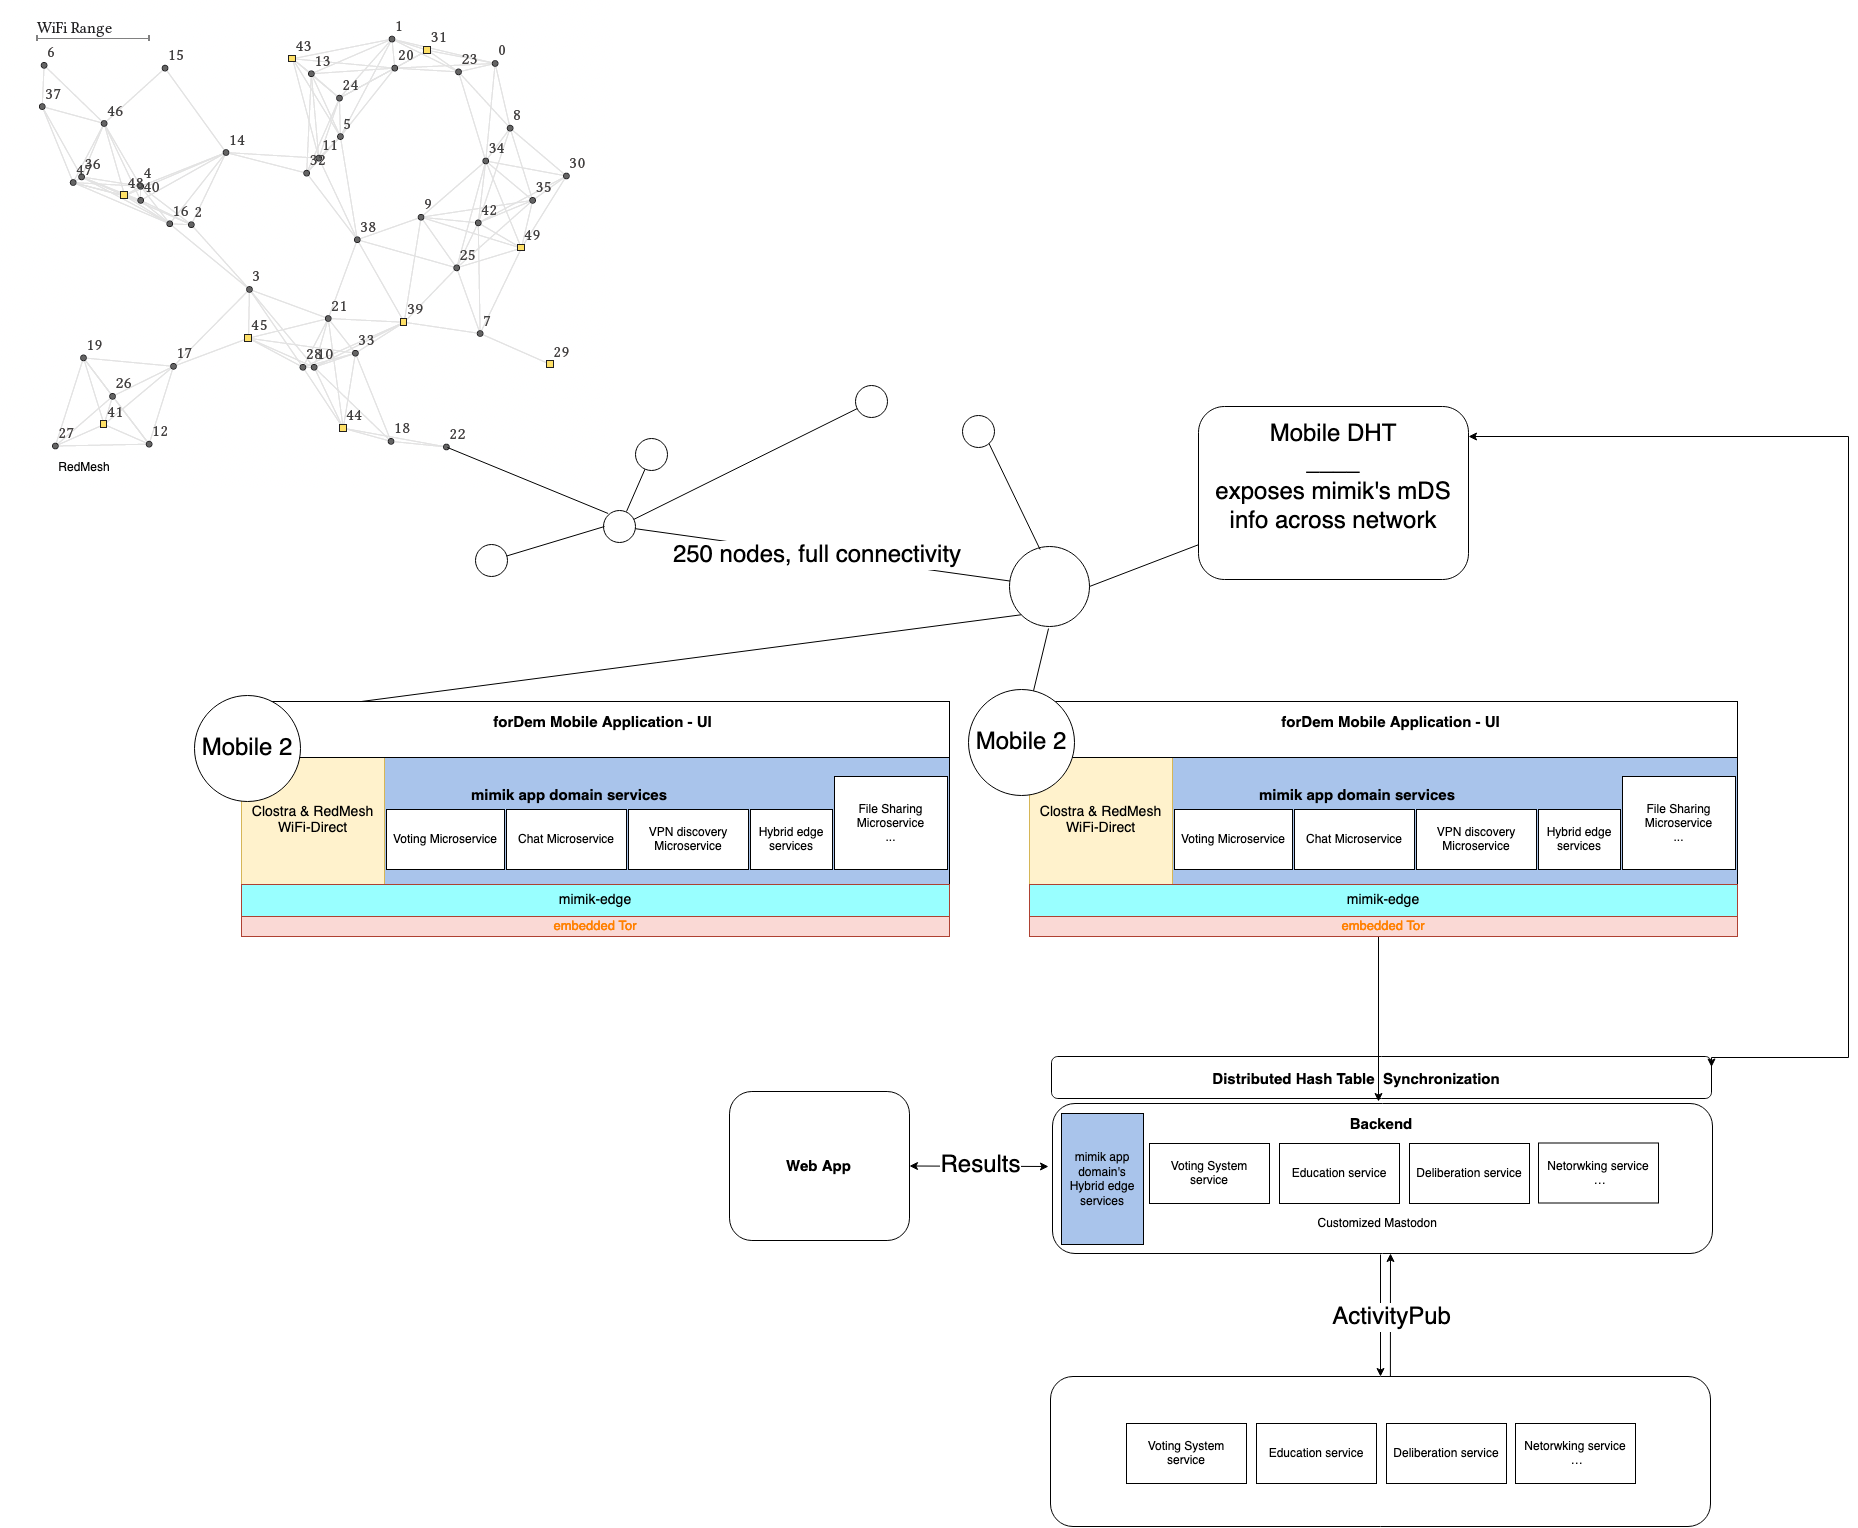 WiFi Range
6
15
43
13
1
31
20
23
0
37
46
24
8
5
11
32
14
34
30
36
47
4
48
40
35
16
2
9
42
38
49
25
3
21
39
7
45
33
28
10
29
19
17
26
41
27
12
44
18
22
RedMesh
Mobile DHT
____
exposes mimik's mDS
info across network
250 nodes, full connectivity
Mobile 2
forDem Mobile Application - UI
Clostra & RedMesh
WiFi-Direct
mimik app domain services
Voting Microservice
Chat Microservice
VPN discovery
Microservice
Hybrid edge
services
File Sharing
Microservice
...
mimik-edge
embedded Tor
Mobile 2
forDem Mobile Application - UI
Clostra & RedMesh
WiFi-Direct
mimik app domain services
Voting Microservice
Chat Microservice
VPN discovery
Microservice
Hybrid edge
services
File Sharing
Microservice
...
mimik-edge
embedded Tor
Distributed Hash Table Synchronization
Web App
Results
Backend
mimik app
domain's
Hybrid edge
services
Voting System
service
Education service
Deliberation service
Netorwking service
...
Customized Mastodon
ActivityPub
Voting System
service
Education service
Deliberation service
Netorwking service
...